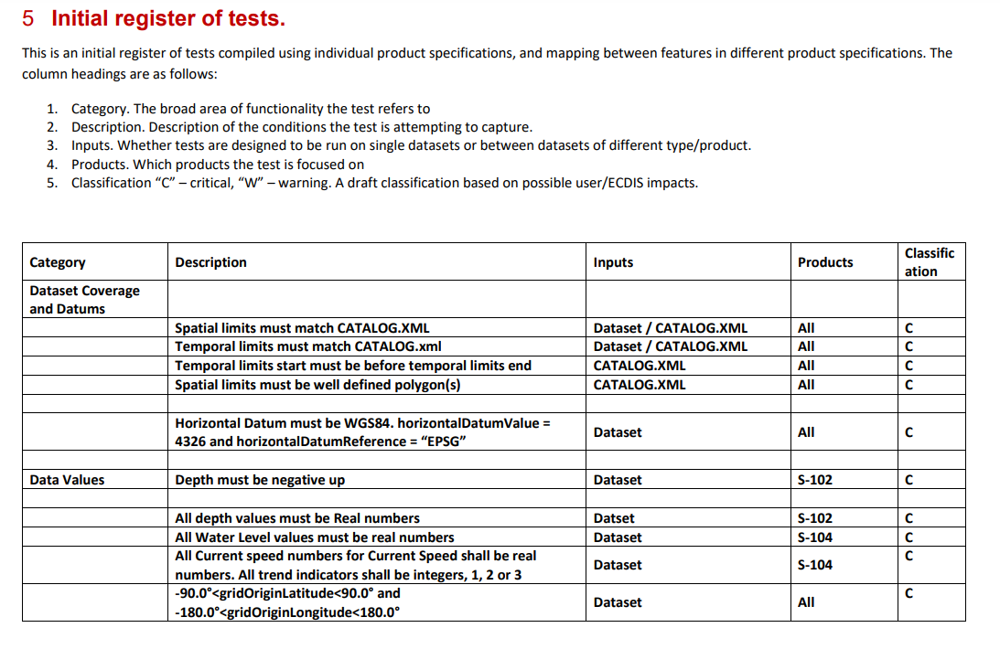 5 Initial register of tests.
This is an initial register of tests compiled using individual product specifications, and mapping between features in different product specifications. The
column headings are as follows:
1. Category. The broad area of functionality the test refers to
2. Description. Description of the conditions the test is attempting to capture.
3. Inputs. Whether tests are designed to be run on single datasets or between datasets of different type/product.
4. Products. Which products the test is focused on
5. Classification “C” – critical, “W” – warning. A draft classification based on possible user/ECDIS impacts.
Category Description Inputs Products Classific
ation
Dataset Coverage
and Datums
Spatial limits must match CATALOG.XML Dataset / CATALOG.XML All C
Temporal limits must match CATALOG.xml Dataset / CATALOG.XML All C
Temporal limits start must be before temporal limits end CATALOG.XML All C
Spatial limits must be well defined polygon(s) CATALOG.XML All C
Horizontal Datum must be WGS84. horizontalDatumValue =
4326 and horizontalDatumReference = “EPSG” Dataset All C
Data Values Depth must be negative up Dataset S-102 C
All depth values must be Real numbers Datset S-102 C
All Water Level values must be real numbers Dataset S-104 C
All Current speed numbers for Current Speed shall be real
numbers. All trend indicators shall be integers, 1, 2 or 3 Dataset S-104 C
-90.0°<gridOriginLatitude<90.0° and
-180.0°<gridOriginLongitude<180.0° Dataset All C